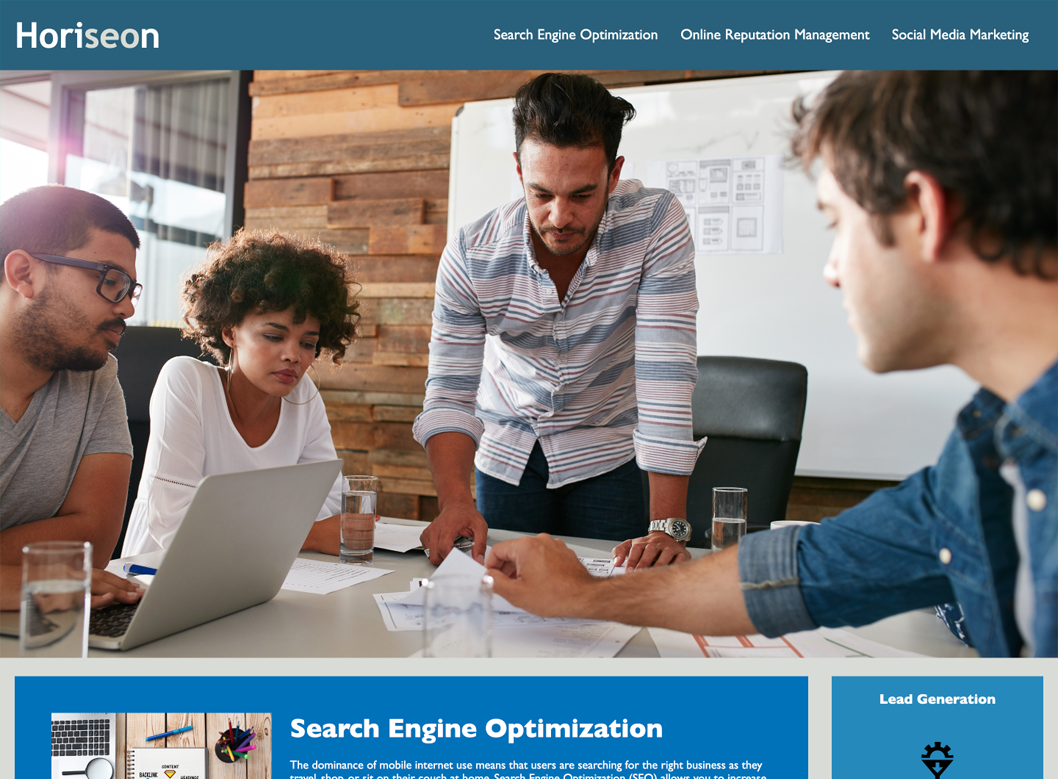 Horiseon
Search Engine Optimization
Online Reputation Management
Social Media Marketing
Search Engine Optimization
The dominance of mobile internet use means that users are searching for the right business as they
travel, shop or sit on their couch at home. Search Engine Optimization (SEO) allows you to increase
CONTENT
BACKLINK
HEADINGS
Lead Generation